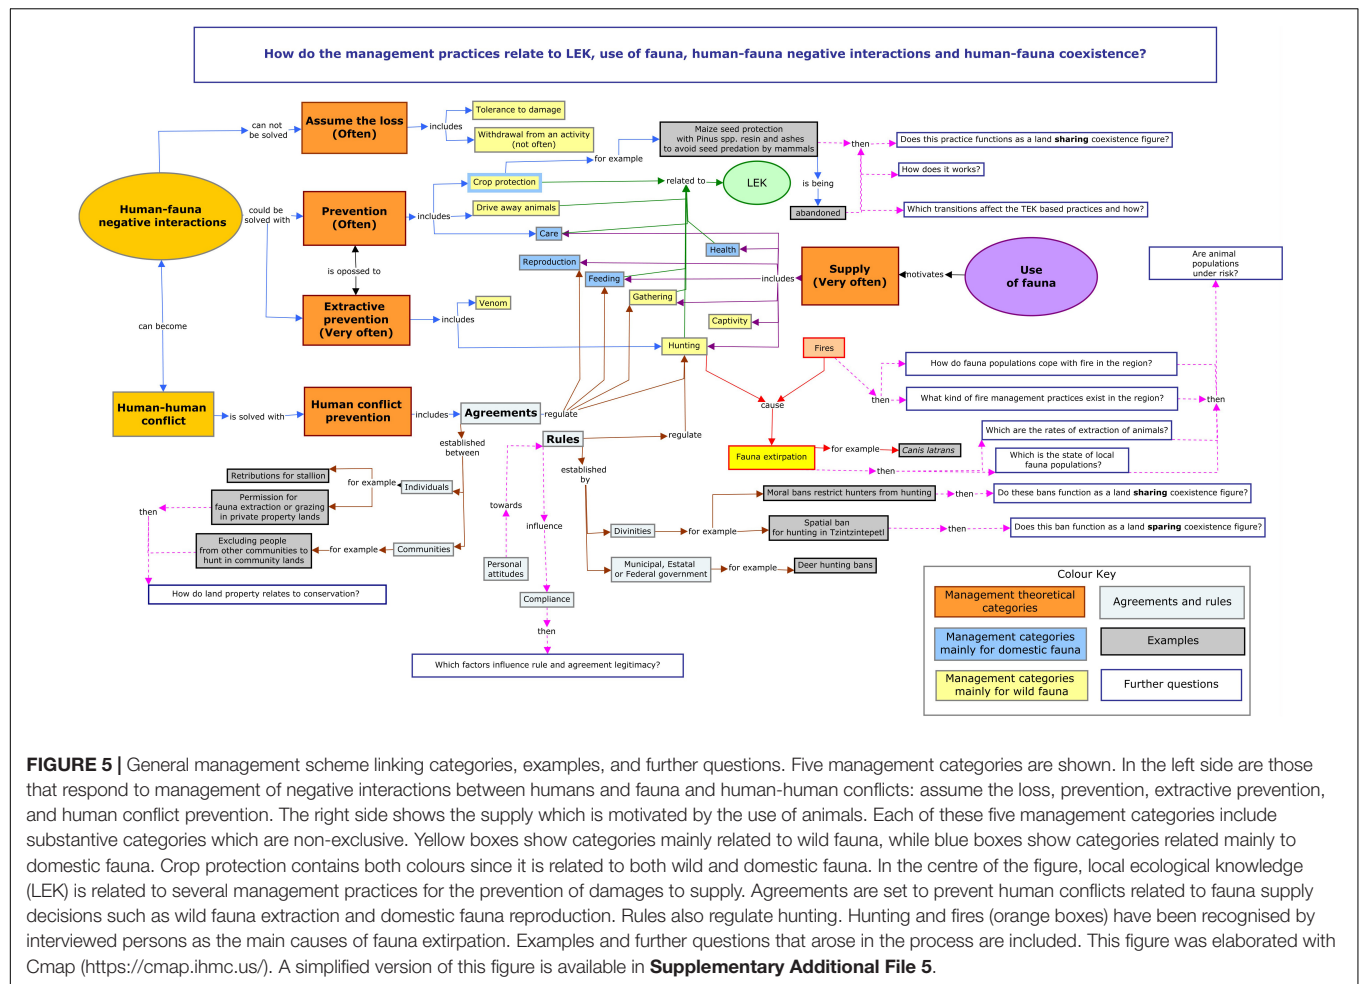 How do the management practices relate to LEK, use of fauna, human-fauna negative interactions and human-fauna coexistence?
can not
be solved
Assume the loss
(Often)
includes
Tolerance to damage
Withdrawal from an activity
(not often)
for example
Maize seed protection
with Pinus spp. resin and ashes
to avoid seed predation by mammals
then
Does this practice functions as a land sharing coexistence figure?
How does it works?
Which transitions affect the TEK based practices and how?
is being
abandoned
Human-fauna
negative interactions
could be
solved with
Prevention
(Often)
includes
Crop protection
Drive away animals
Care
related to
LEK
Health
Reproduction
Feeding
Gathering
Captivity
Hunting
includes
Supply
(Very often)
motivates
Use
of fauna
Are animal
populations
under risk?
is opossed to
Extractive
prevention
(Very often)
includes
Venom
can become
Fires
How do fauna populations cope with fire in the region?
What kind of fire management practices exist in the region?
then
then
cause
Human-human
conflict
is solved with
Human conflict
prevention
includes
Agreements
regulate
Rules
regulate
Fauna extirpation
for example
Canis latrans
then
Which are the rates of extraction of animals?
Which is the state of local
fauna populations?
established
between
established
by
Retributions for stallion
for example
Individuals
Permission for
fauna extraction or grazing
in private property lands
then
Excluding people
from other communities to
hunt in community lands
for example
Communities
How do land property relates to conservation?
towards
influence
Personal
attitudes
Compliance
then
Which factors influence rule and agreement legitimacy?
Divinities
for example
Moral bans restrict hunters from hunting
then
Do these bans function as a land sharing coexistence figure?
Spatial ban
for hunting in Tzintzintepetl
then
Does this ban function as a land sparing coexistence figure?
Municipal, Estatal
or Federal government
for example
Deer hunting bans
Colour Key
Management theoretical
categories
Agreements and rules
Management categories
mainly for domestic fauna
Examples
Management categories
mainly for wild fauna
Further questions
FIGURE 5 | General management scheme linking categories, examples, and further questions. Five management categories are shown. In the left side are those
that respond to management of negative interactions between humans and fauna and human-human conflicts: assume the loss, prevention, extractive prevention,
and human conflict prevention. The right side shows the supply which is motivated by the use of animals. Each of these five management categories include
substantive categories which are non-exclusive. Yellow boxes show categories mainly related to wild fauna, while blue boxes show categories related mainly to
domestic fauna. Crop protection contains both colours since it is related to both wild and domestic fauna. In the centre of the figure, local ecological knowledge
(LEK) is related to several management practices for the prevention of damages to supply. Agreements are set to prevent human conflicts related to fauna supply
decisions such as wild fauna extraction and domestic fauna reproduction. Rules also regulate hunting. Hunting and fires (orange boxes) have been recognised by
interviewed persons as the main causes of fauna extirpation. Examples and further questions that arose in the process are included. This figure was elaborated with
Cmap (https://cmap.ihmc.us/). A simplified version of this figure is available in Supplementary Additional File 5.